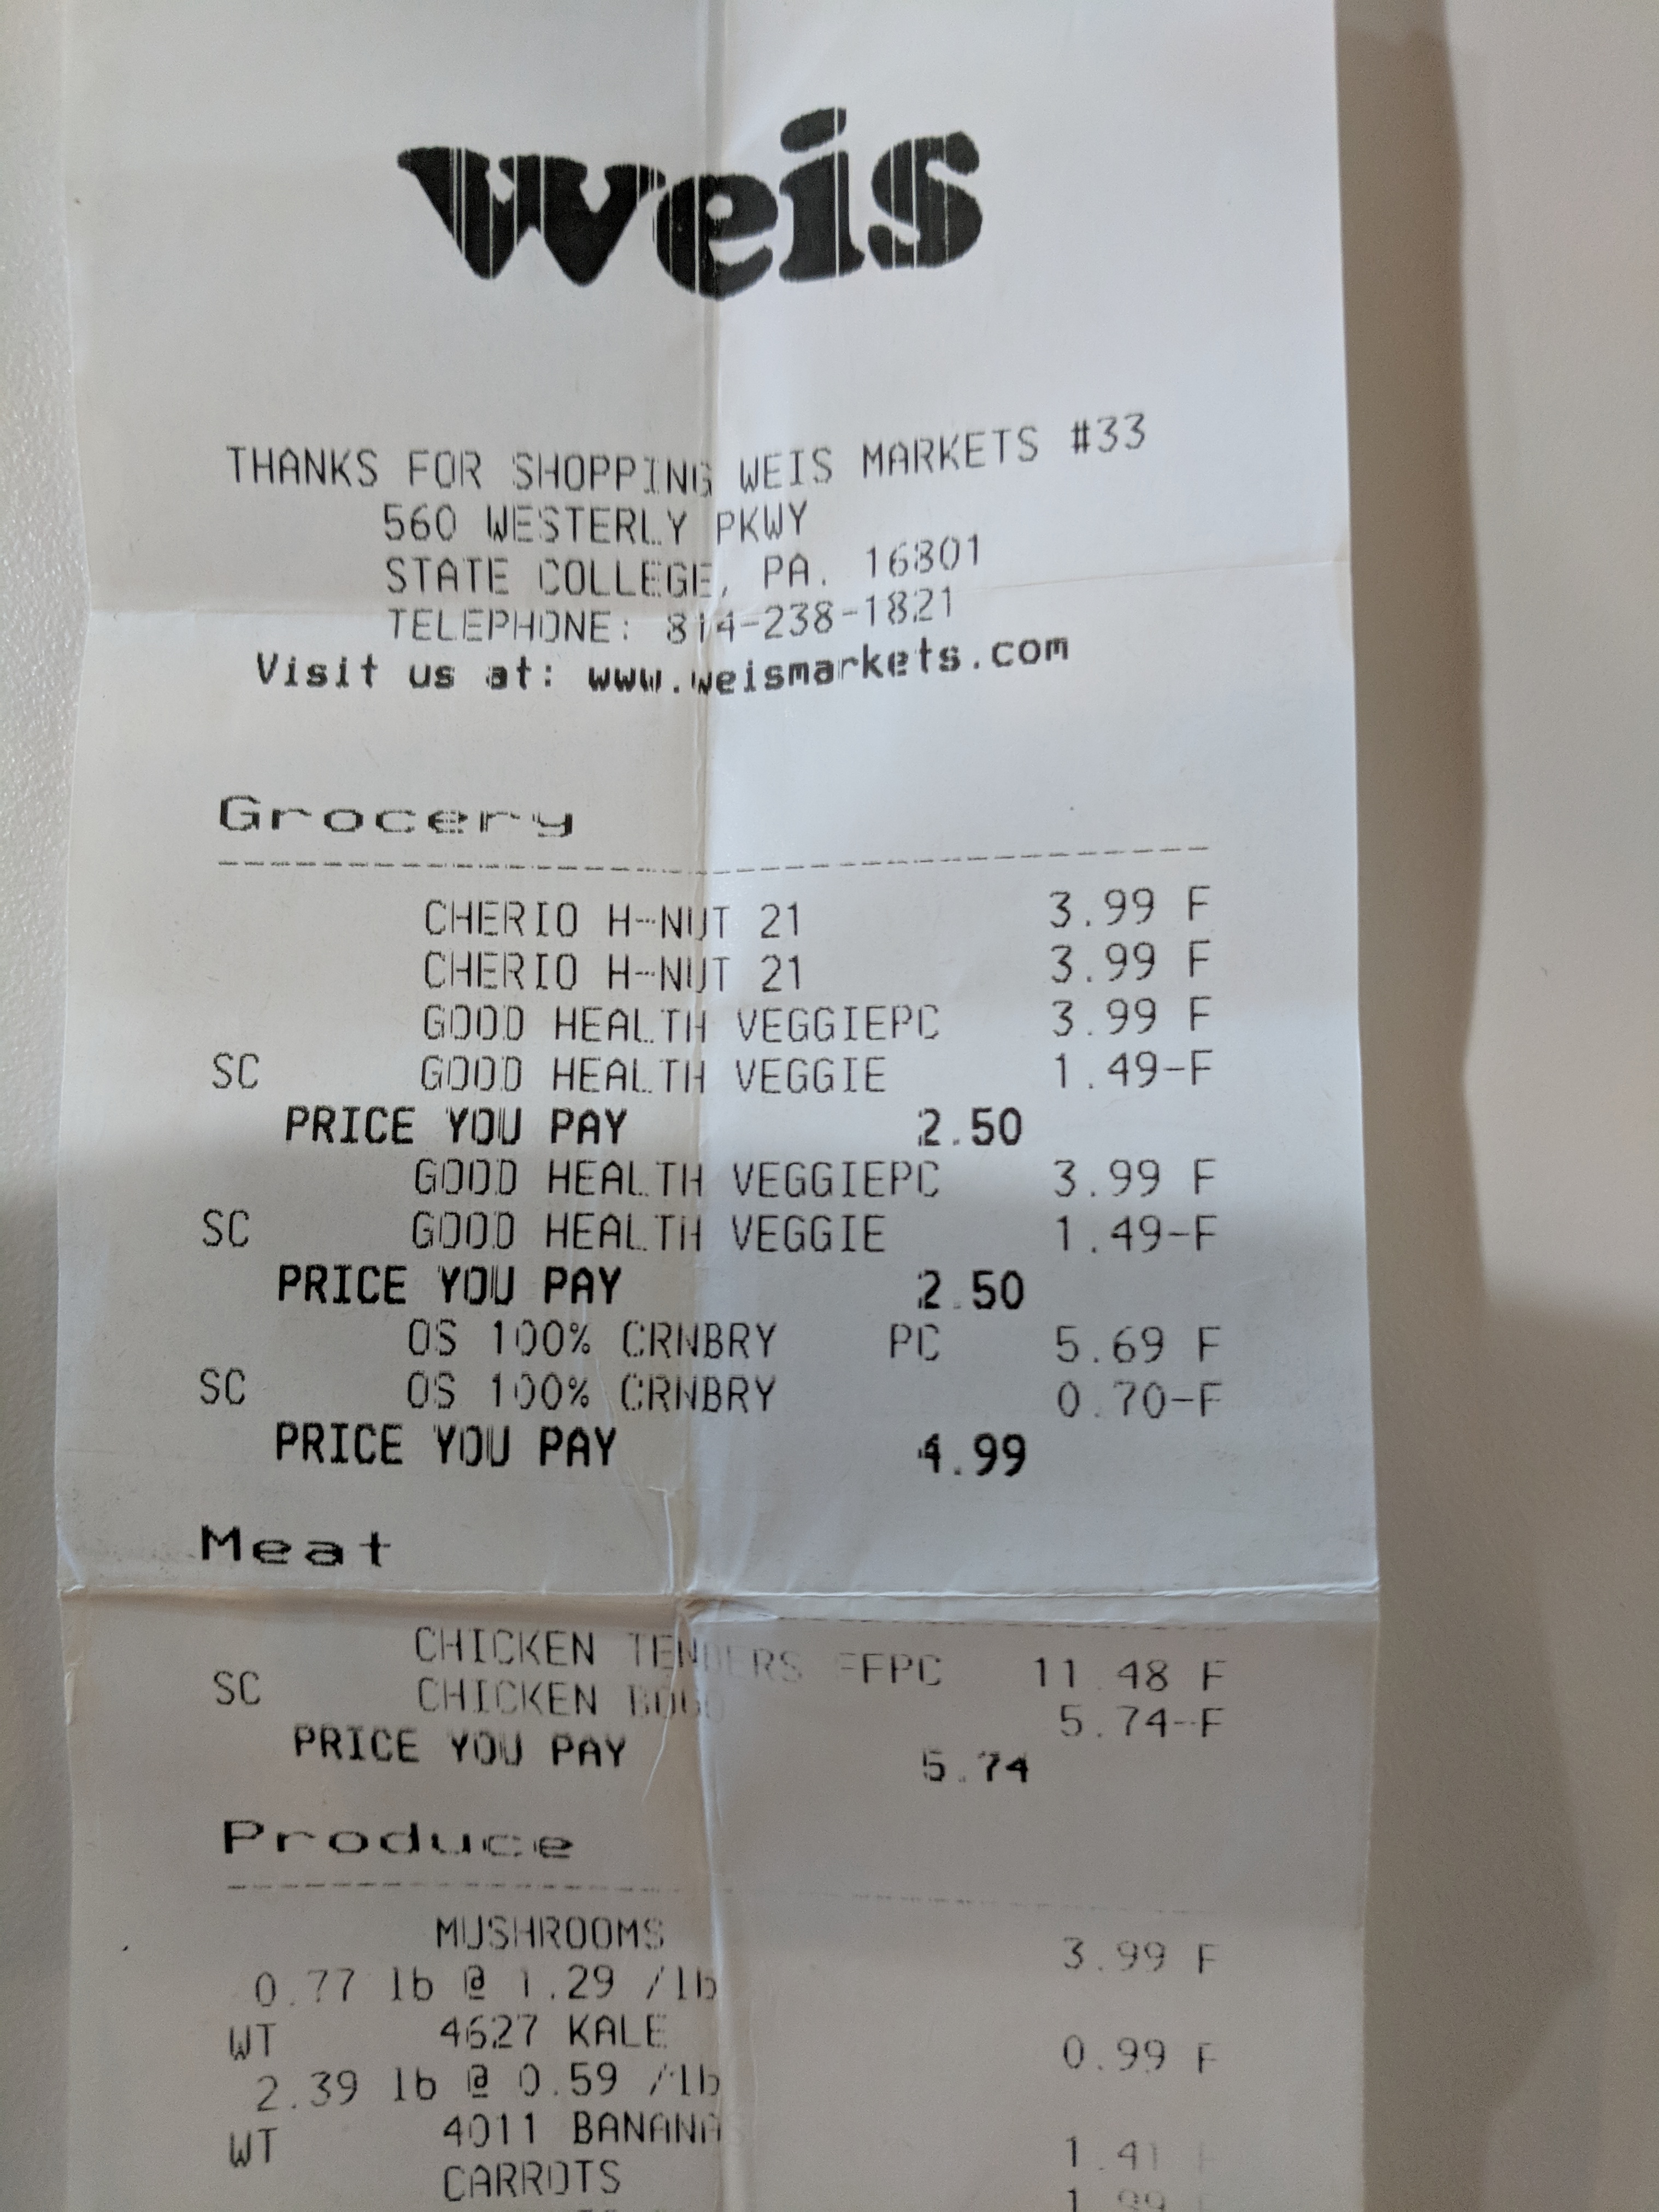 weis
THANKS FOR SHOPPING WEIS MARKETS #33
560 WESTERLY PKWY
STATE COLLEGE, PA. 16801
TELEPHONE: 814-238-1821
Visit us at: www.weismarkets.com
Grocery
CHERIO H-NUT 21 3.99 F
CHERIO H-NUT 21 3.99 F
GOOD HEALTH VEGGIEPC 3.99 F
SC GOOD HEALTH VEGGIE 1.49-F
PRICE YOU PAY 2.50
GOOD HEALTH VEGGIEPC 3.99 F
SC GOOD HEALTH VEGGIE 1.49-F
PRICE YOU PAY 2.50
OS 100% CRNBRY PC 5.69 F
SC OS 100% CRNBRY 0.70-F
PRICE YOU PAY 4.99
Meat
CHICKEN TENDERS FFPC 11.48 F
SC CHICKEN BOGO 5.74-F
PRICE YOU PAY 5.74
Produce
MUSHROOMS 3.99 F
0.77 lb @ 1.29 /lb
WT 4627 KALE 0.99 F
2.39 lb @ 0.59 /lb
WT 4011 BANANA 1.41 F
CARROTS 1.99